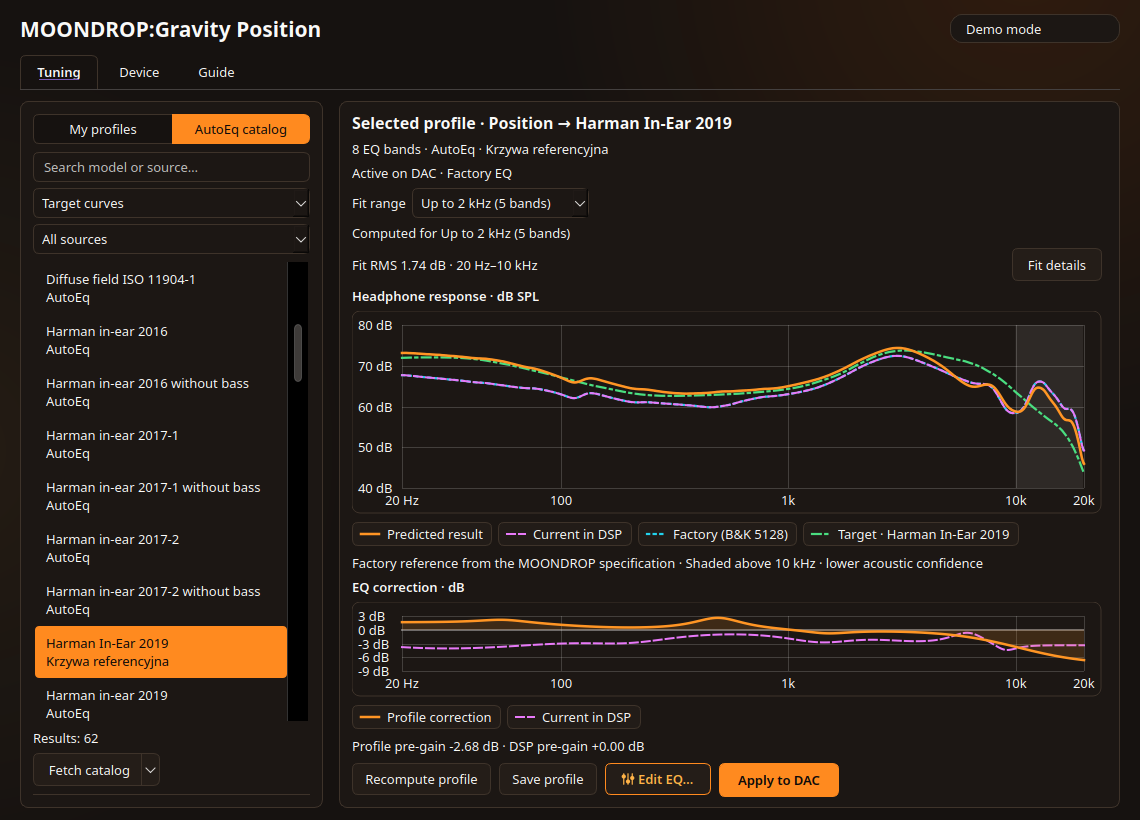 MOONDROP:Gravity Position
Demo mode
Tuning
Device
Guide
My profiles
AutoEq catalog
Search model or source...
Target curves
All sources
Diffuse field ISO 11904-1
AutoEq
Harman in-ear 2016
AutoEq
Harman in-ear 2016 without bass
AutoEq
Harman in-ear 2017-1
AutoEq
Harman in-ear 2017-1 without bass
AutoEq
Harman in-ear 2017-2
AutoEq
Harman in-ear 2017-2 without bass
AutoEq
Harman In-Ear 2019
Krzywa referencyjna
Harman in-ear 2019
AutoEq
Results: 62
Fetch catalog
Selected profile · Position → Harman In-Ear 2019
8 EQ bands · AutoEq · Krzywa referencyjna
Active on DAC · Factory EQ
Fit range
Up to 2 kHz (5 bands)
Computed for Up to 2 kHz (5 bands)
Fit RMS 1.74 dB · 20 Hz–10 kHz
Fit details
Headphone response · dB SPL
80 dB
70 dB
60 dB
50 dB
40 dB
20 Hz
100
1k
10k
20k
Predicted result
Current in DSP
Factory (B&K 5128)
Target · Harman In-Ear 2019
Factory reference from the MOONDROP specification · Shaded above 10 kHz · lower acoustic confidence
EQ correction · dB
3 dB
0 dB
-3 dB
-6 dB
-9 dB
20 Hz
100
1k
10k
20k
Profile correction
Current in DSP
Profile pre-gain -2.68 dB · DSP pre-gain +0.00 dB
Recompute profile
Save profile
Edit EQ...
Apply to DAC